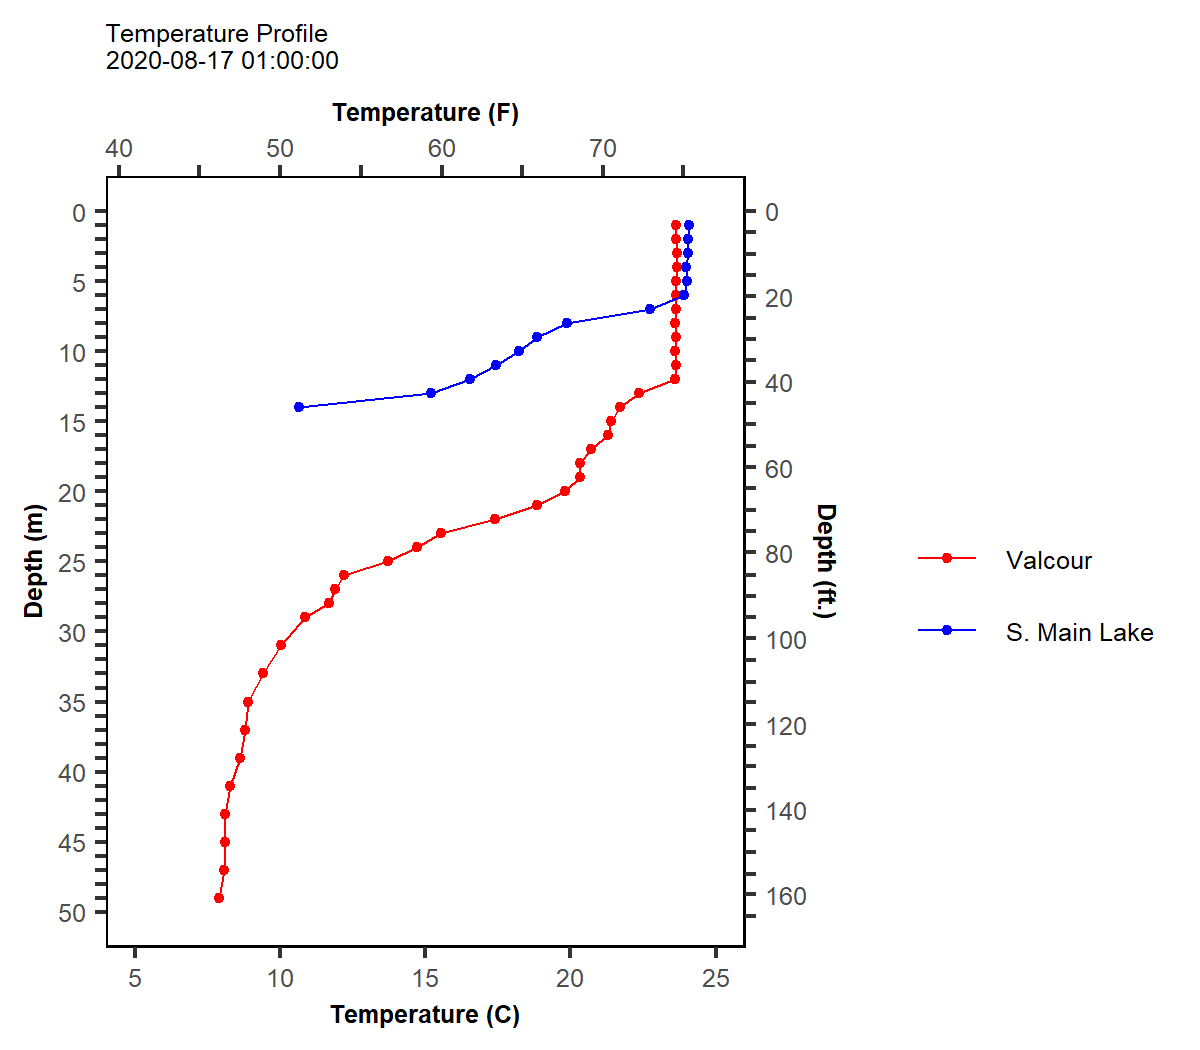 Temperature Profile
2020-08-17 01:00:00
Temperature (F)
40 50 60 70
0
5
10
15
20
25
30
35
40
45
50
Depth (m)
0
20
40
60
80
100
120
140
160
Depth (ft.)
5 10 15 20 25
Temperature (C)
Valcour
S. Main Lake